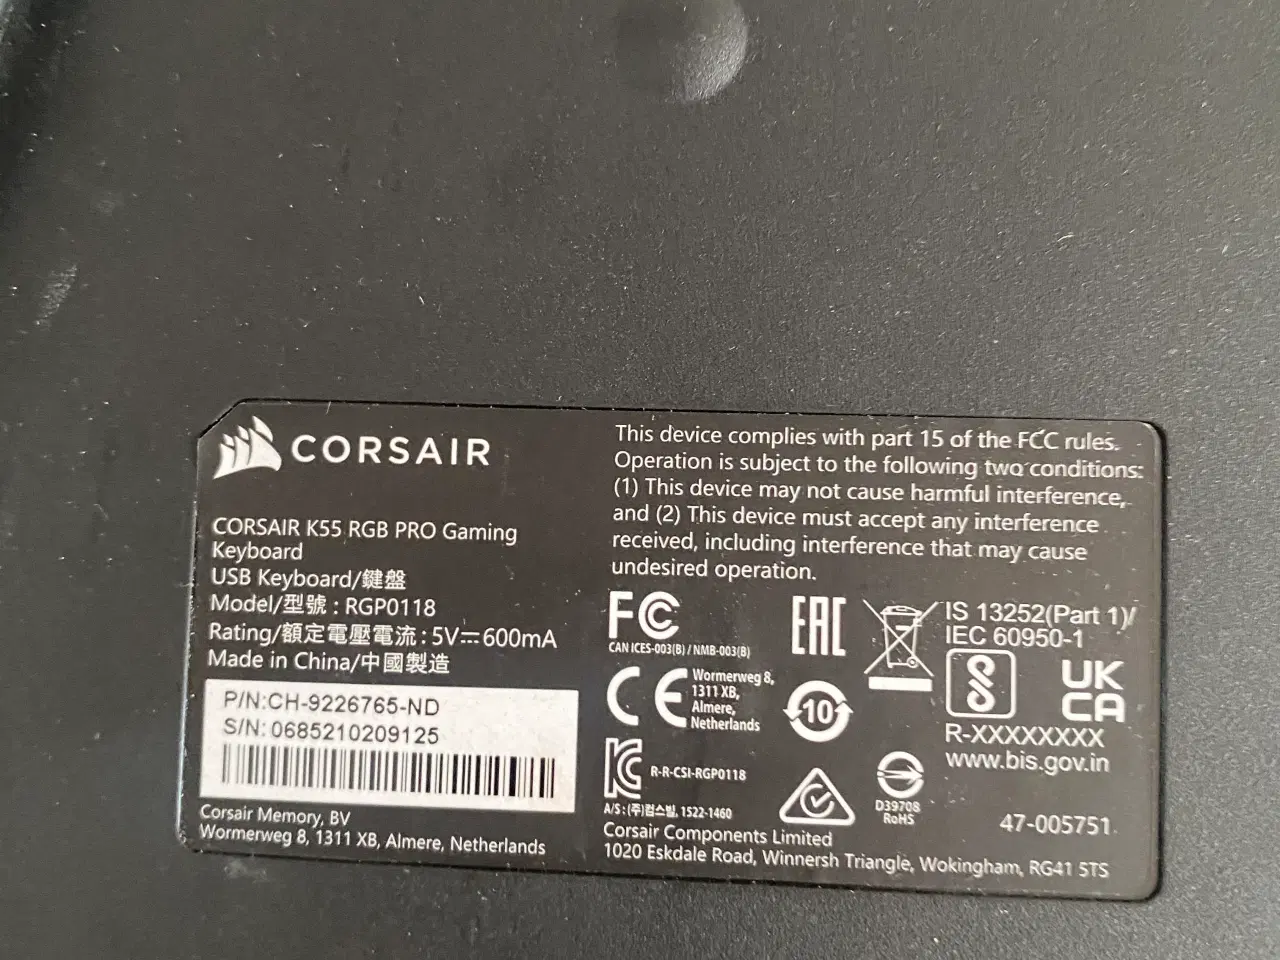 CORSAIR
CORSAIR K55 RGB PRO Gaming
Keyboard
USB Keyboard/鍵盤
Model/型號 : RGP0118
Rating/額定電壓電流 : 5V⎓600mA
Made in China/中國製造
P/N:CH-9226765-ND
S/N: 0685210209125
Corsair Memory, BV
Wormerweg 8, 1311 XB, Almere, Netherlands
This device complies with part 15 of the FCC rules.
Operation is subject to the following two conditions:
(1) This device may not cause harmful interference,
and (2) This device must accept any interference
received, including interference that may cause
undesired operation.
FC
CAN ICES-003(B) / NMB-003(B)
EAC
IS 13252(Part 1)/
IEC 60950-1
CE
Wormerweg 8,
1311 XB,
Almere,
Netherlands
10
UK
CA
R-XXXXXXXX
www.bis.gov.in
KC
R-R-CSI-RGP0118
A/S : (주)컴스빌, 1522-1460
D39708
RoHS
47-005751
Corsair Components Limited
1020 Eskdale Road, Winnersh Triangle, Wokingham, RG41 5TS